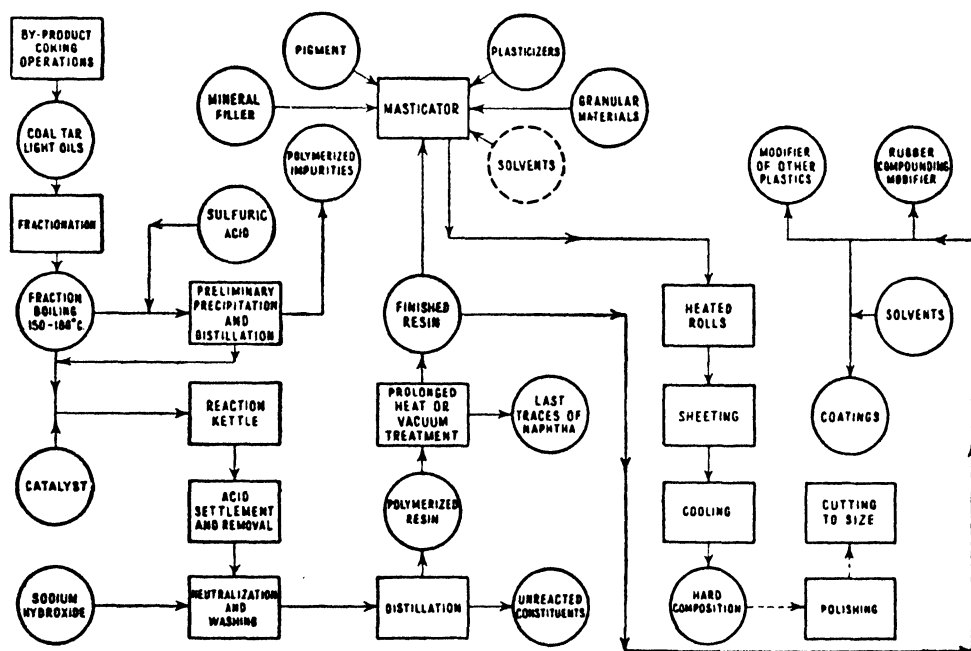 BY-PRODUCT
COKING
OPERATIONS
COAL TAR
LIGHT OILS
FRACTIONATION
FRACTION
BOILING
150-180°C.
CATALYST
SODIUM
HYDROXIDE
SULFURIC
ACID
PRELIMINARY
PRECIPITATION
AND
DISTILLATION
REACTION
KETTLE
ACID
SETTLEMENT
AND REMOVAL
NEUTRALIZATION
AND
WASHING
POLYMERIZED
IMPURITIES
MINERAL
FILLER
PIGMENT
MASTICATOR
PLASTICIZERS
GRANULAR
MATERIALS
SOLVENTS
FINISHED
RESIN
PROLONGED
HEAT OR
VACUUM
TREATMENT
LAST
TRACES OF
NAPHTHA
POLYMERIZED
RESIN
DISTILLATION
UNREACTED
CONSTITUENTS
HEATED
ROLLS
SHEETING
COOLING
HARD
COMPOSITION
POLISHING
CUTTING
TO SIZE
MODIFIER
OF OTHER
PLASTICS
RUBBER
COMPOUNDING
MODIFIER
SOLVENTS
COATINGS